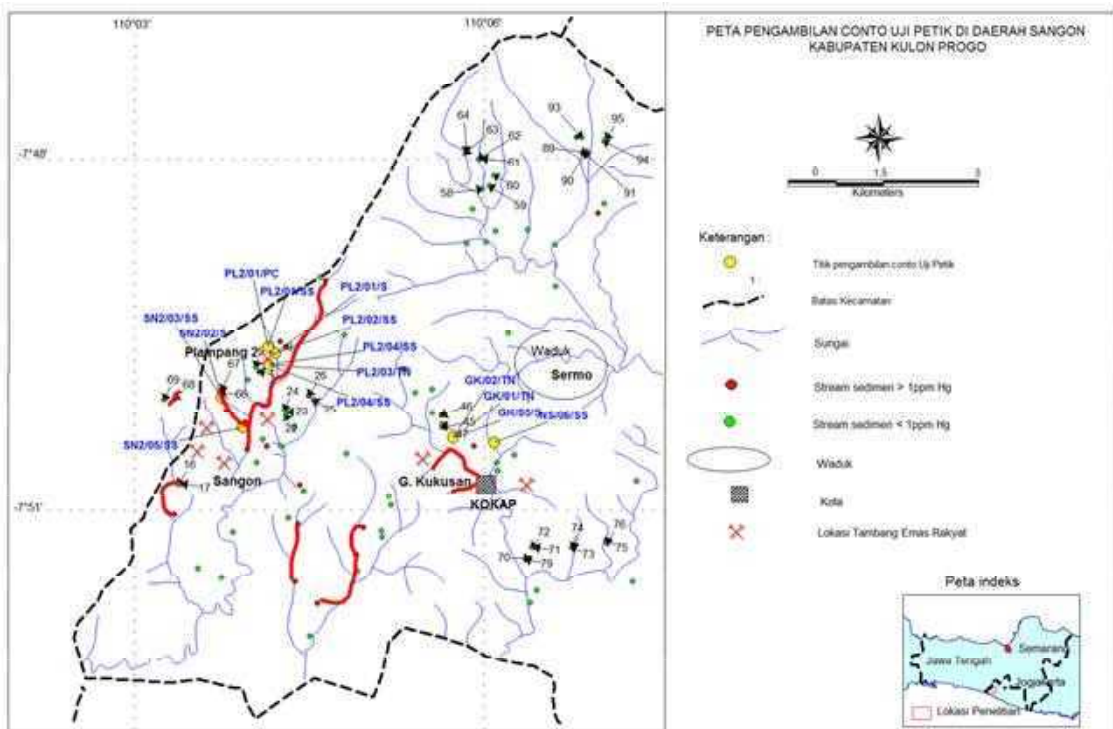 110°03'
110°06'
-7°48'
-7°51'
64
63
62
61
58
60
59
93
95
89
94
90
91
PL2/01/PC
PL2/01/S
SN2/03/SS
PL2/02/SS
SN2/02/S
Plampang 2
PL2/04/SS
67
PL2/03/TN
69
68
66
26
24
PL2/04/SS
23
SN2/05/SS
16
17
Sangon
Waduk
Sermo
GK/02/TN
GK/01/TN
46
45
47
NS/06/SS
G. Kukusan
KOKAP
72
74
76
70
71
73
75
79
PETA PENGAMBILAN CONTO UJI PETIK DI DAERAH SANGON
KABUPATEN KULON PROGO
0 1,5 3
Kilometers
Keterangan :
Titik pengambilan conto Uji Petik
1
Batas Kecamatan
Sungai
Stream sedimen > 1ppm Hg
Stream sedimen < 1ppm Hg
Waduk
Kota
Lokasi Tambang Emas Rakyat
Peta indeks
Semarang
Jawa Tengah
Jogjakarta
Lokasi Penelitian